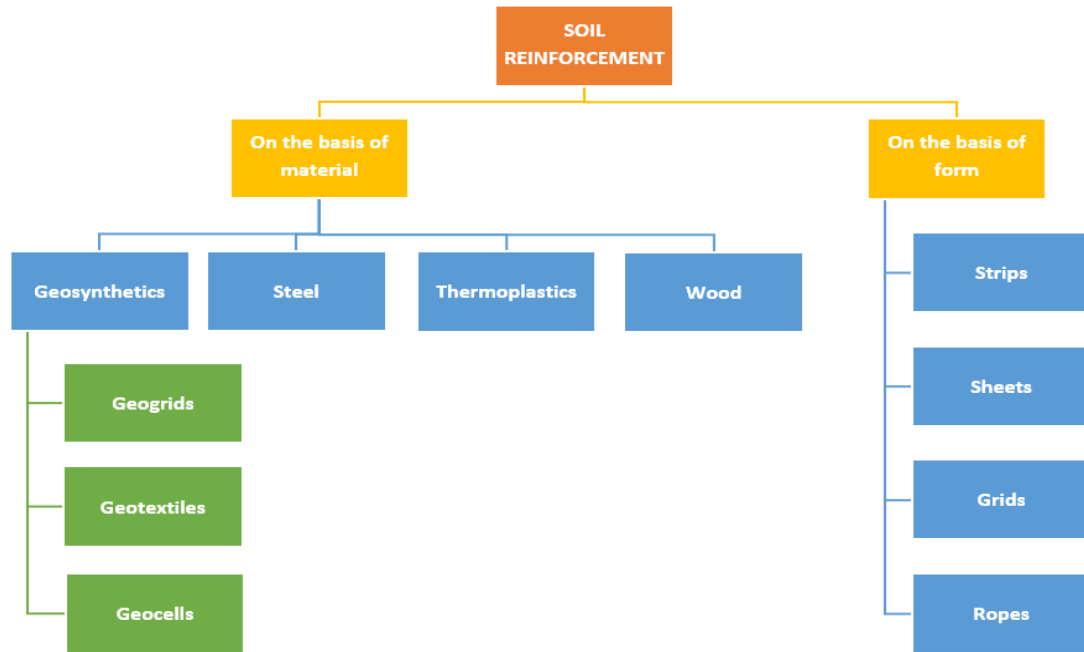 SOIL
REINFORCEMENT
On the basis of
material
On the basis of
form
Geosynthetics
Steel
Thermoplastics
Wood
Strips
Geogrids
Sheets
Geotextiles
Grids
Geocells
Ropes